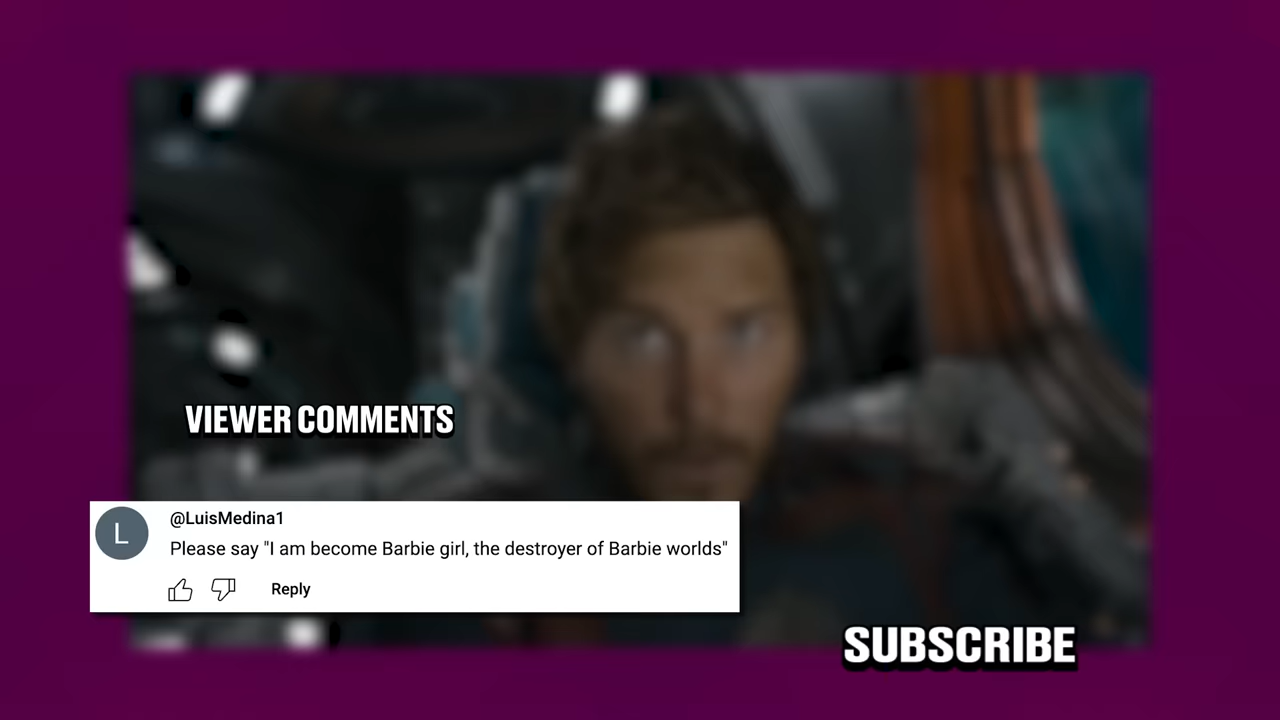 VIEWER COMMENTS
L
@LuisMedina1
Please say "I am become Barbie girl, the destroyer of Barbie worlds"
Reply
SUBSCRIBE